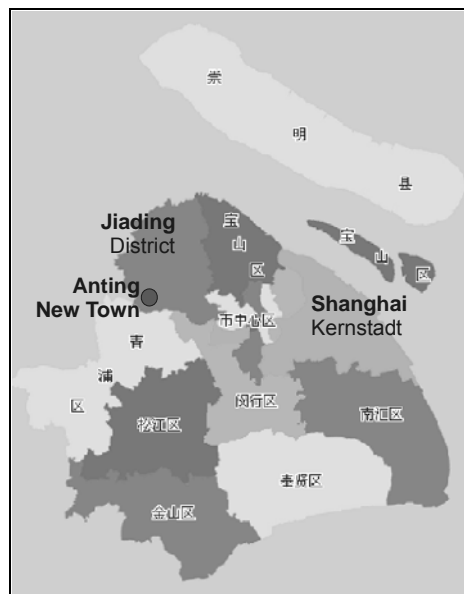 崇明县
Jiading
District
宝山区
宝山区
Anting
New Town
Shanghai
Kernstadt
市中心区
青浦区
闵行区
南汇区
松江区
奉贤区
金山区